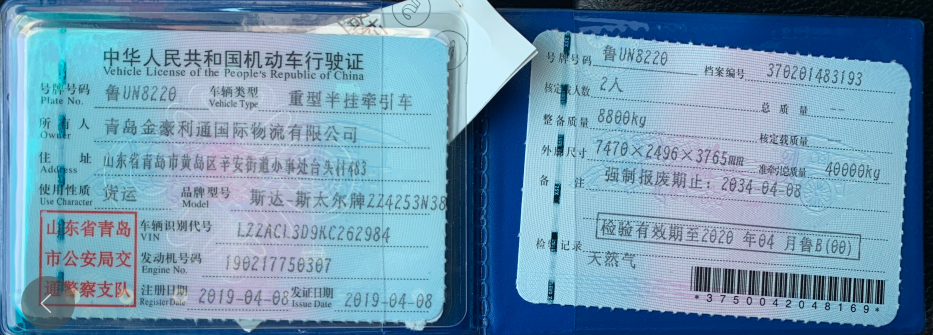 中华人民共和国机动车行驶证
Vehicle License of the People's Republic of China
号牌号码 鲁UN8220 车辆类型 重型半挂牵引车
Plate No. Vehicle Type
所有人 青岛金豪利通国际物流有限公司
Owner
住址 山东省青岛市黄岛区辛安街道办事处台头村483
Address
使用性质 货运 品牌型号 斯达-斯太尔牌ZZ4253N38
Use Character Model
山东省青岛
市公安局交
通警察支队
车辆识别代号 LZZACL3D9KC262984
VIN
发动机号码 190217750307
Engine No.
注册日期 2019-04-08 发证日期 2019-04-08
Register Date Issue Date
号牌号码 鲁UN8220 档案编号 370201483193
核定载人数 2人 总质量 --
整备质量 8800kg 核定载质量 --
外廓尺寸 7470×2496×3765mm 准牵引总质量 40000kg
备注 强制报废期止：2034-04-08
检验有效期至2020 年04 月鲁B(00)
检验记录
天然气
*3750042048169*